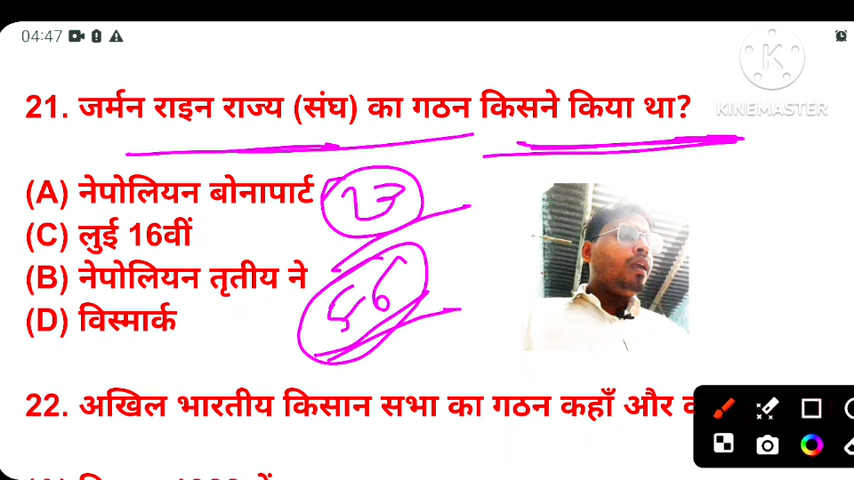 04:47
KINEMASTER
21. जर्मन राइन राज्य (संघ) का गठन किसने किया था?
(A) नेपोलियन बोनापार्ट
(C) लुई 16वीं
(B) नेपोलियन तृतीय ने
(D) विस्मार्क
22. अखिल भारतीय किसान सभा का गठन कहाँ और